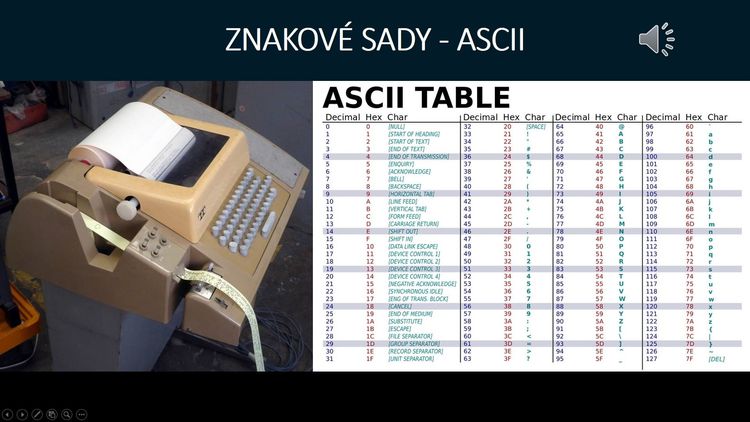 ZNAKOVÉ SADY - ASCII
ASCII TABLE
Decimal Hex Char Decimal Hex Char Decimal Hex Char Decimal Hex Char
0 0 [NULL] 32 20 [SPACE] 64 40 @ 96 60 `
1 1 [START OF HEADING] 33 21 ! 65 41 A 97 61 a
2 2 [START OF TEXT] 34 22 " 66 42 B 98 62 b
3 3 [END OF TEXT] 35 23 # 67 43 C 99 63 c
4 4 [END OF TRANSMISSION] 36 24 $ 68 44 D 100 64 d
5 5 [ENQUIRY] 37 25 % 69 45 E 101 65 e
6 6 [ACKNOWLEDGE] 38 26 & 70 46 F 102 66 f
7 7 [BELL] 39 27 ' 71 47 G 103 67 g
8 8 [BACKSPACE] 40 28 ( 72 48 H 104 68 h
9 9 [HORIZONTAL TAB] 41 29 ) 73 49 I 105 69 i
10 A [LINE FEED] 42 2A * 74 4A J 106 6A j
11 B [VERTICAL TAB] 43 2B + 75 4B K 107 6B k
12 C [FORM FEED] 44 2C , 76 4C L 108 6C l
13 D [CARRIAGE RETURN] 45 2D - 77 4D M 109 6D m
14 E [SHIFT OUT] 46 2E . 78 4E N 110 6E n
15 F [SHIFT IN] 47 2F / 79 4F O 111 6F o
16 10 [DATA LINK ESCAPE] 48 30 0 80 50 P 112 70 p
17 11 [DEVICE CONTROL 1] 49 31 1 81 51 Q 113 71 q
18 12 [DEVICE CONTROL 2] 50 32 2 82 52 R 114 72 r
19 13 [DEVICE CONTROL 3] 51 33 3 83 53 S 115 73 s
20 14 [DEVICE CONTROL 4] 52 34 4 84 54 T 116 74 t
21 15 [NEGATIVE ACKNOWLEDGE] 53 35 5 85 55 U 117 75 u
22 16 [SYNCHRONOUS IDLE] 54 36 6 86 56 V 118 76 v
23 17 [ENG OF TRANS. BLOCK] 55 37 7 87 57 W 119 77 w
24 18 [CANCEL] 56 38 8 88 58 X 120 78 x
25 19 [END OF MEDIUM] 57 39 9 89 59 Y 121 79 y
26 1A [SUBSTITUTE] 58 3A : 90 5A Z 122 7A z
27 1B [ESCAPE] 59 3B ; 91 5B [ 123 7B {
28 1C [FILE SEPARATOR] 60 3C < 92 5C \ 124 7C |
29 1D [GROUP SEPARATOR] 61 3D = 93 5D ] 125 7D }
30 1E [RECORD SEPARATOR] 62 3E > 94 5E ^ 126 7E ~
31 1F [UNIT SEPARATOR] 63 3F ? 95 5F _ 127 7F [DEL]